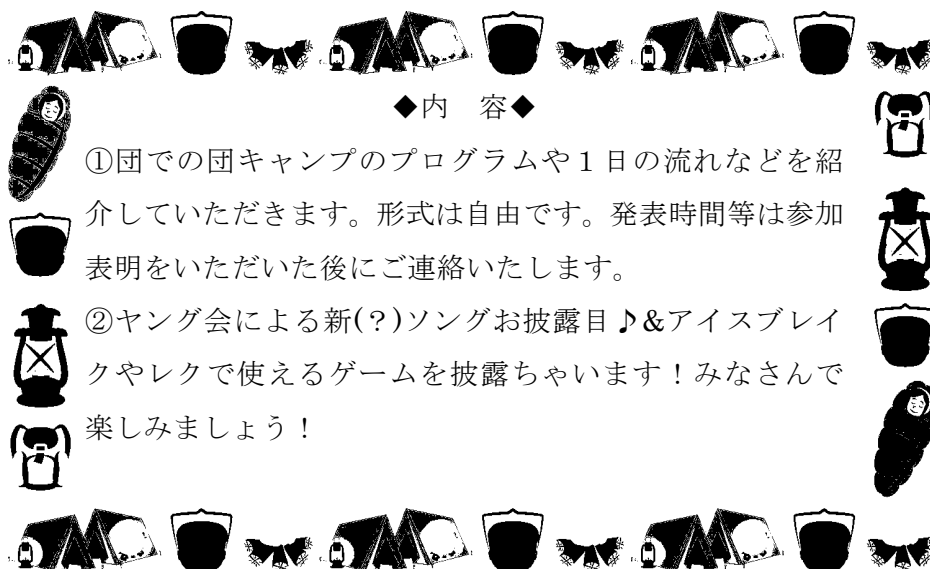 ◆内　容◆
①団での団キャンプのプログラムや１日の流れなどを紹
介していただきます。形式は自由です。発表時間等は参加
表明をいただいた後にご連絡いたします。
②ヤング会による新(？)ソングお披露目♪&アイスブレイ
クやレクで使えるゲームを披露ちゃいます！みなさんで
楽しみましょう！